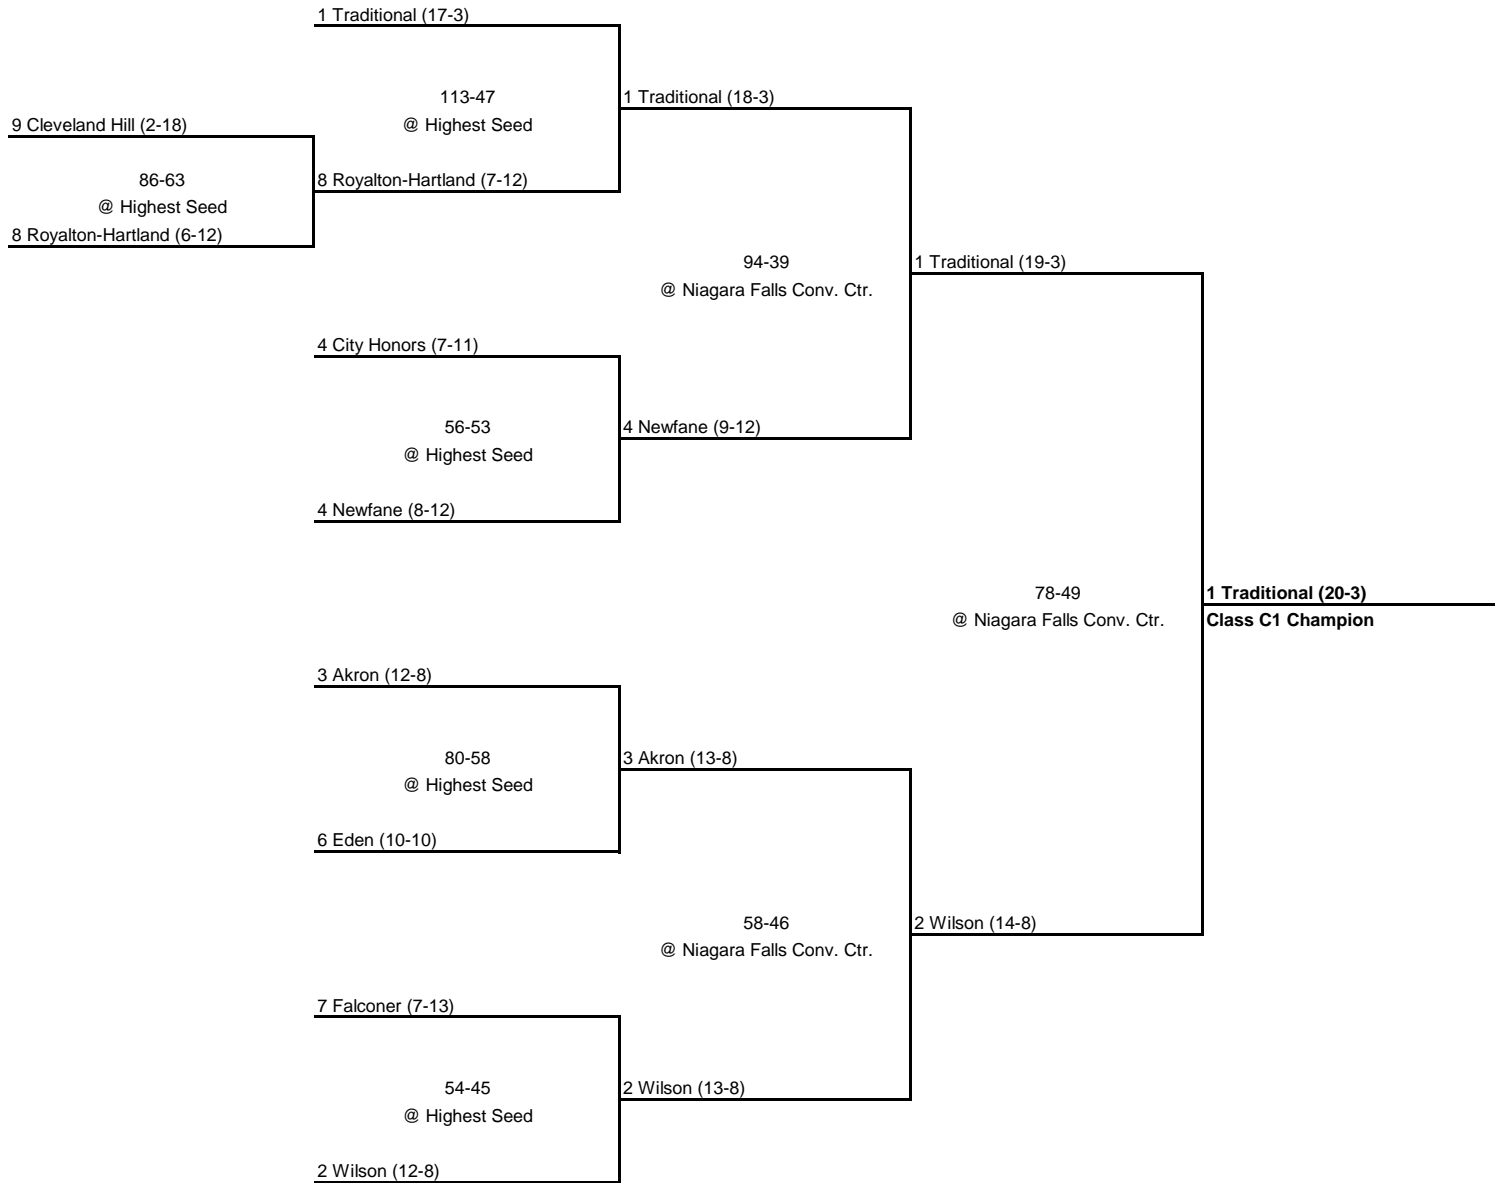 1 Traditional (17-3)
113-47
@ Highest Seed
1 Traditional (18-3)
9 Cleveland Hill (2-18)
86-63
@ Highest Seed
8 Royalton-Hartland (7-12)
8 Royalton-Hartland (6-12)
94-39
@ Niagara Falls Conv. Ctr.
1 Traditional (19-3)
4 City Honors (7-11)
56-53
@ Highest Seed
4 Newfane (9-12)
4 Newfane (8-12)
78-49
@ Niagara Falls Conv. Ctr.
1 Traditional (20-3)
Class C1 Champion
3 Akron (12-8)
80-58
@ Highest Seed
3 Akron (13-8)
6 Eden (10-10)
58-46
@ Niagara Falls Conv. Ctr.
2 Wilson (14-8)
7 Falconer (7-13)
54-45
@ Highest Seed
2 Wilson (13-8)
2 Wilson (12-8)